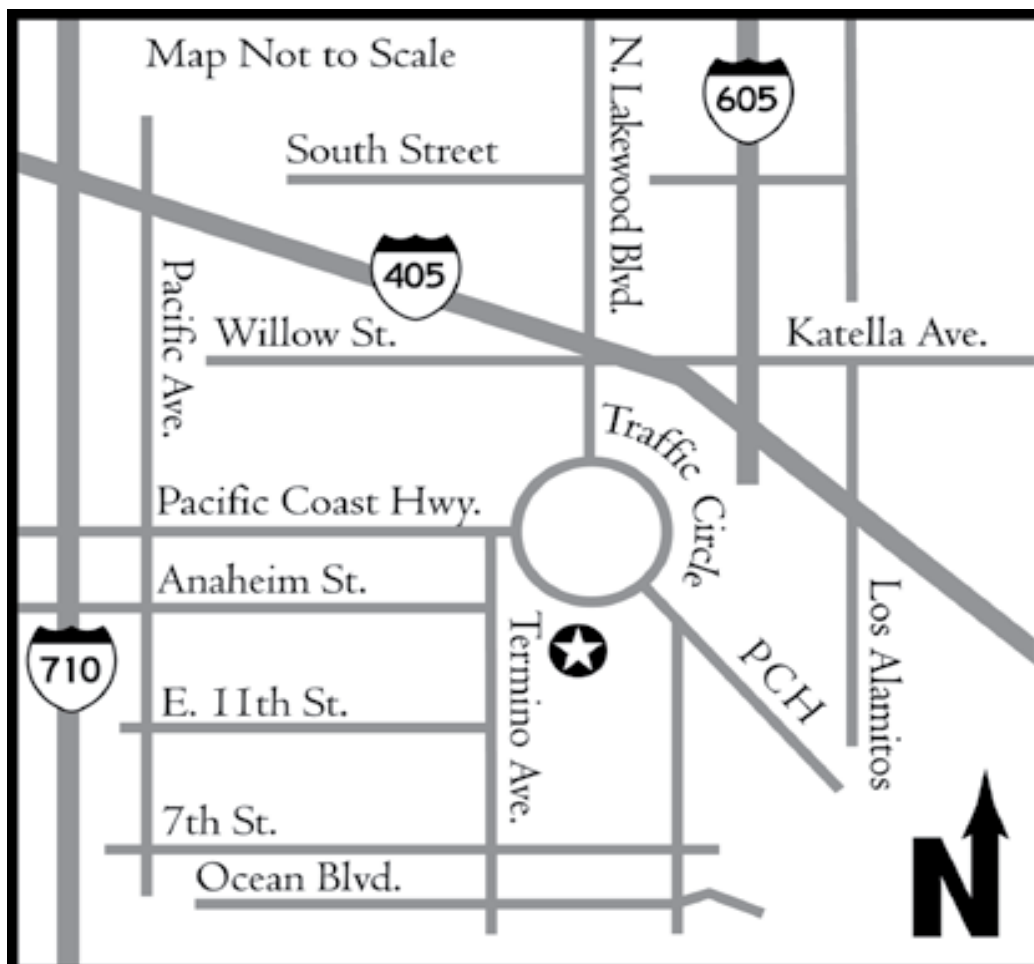 Map Not to Scale
N. Lakewood Blvd.
605
South Street
405
Pacific Ave.
Willow St.
Katella Ave.
Traffic Circle
Pacific Coast Hwy.
Anaheim St.
710
Termino Ave.
PCH
Los Alamitos
E. 11th St.
7th St.
Ocean Blvd.
N